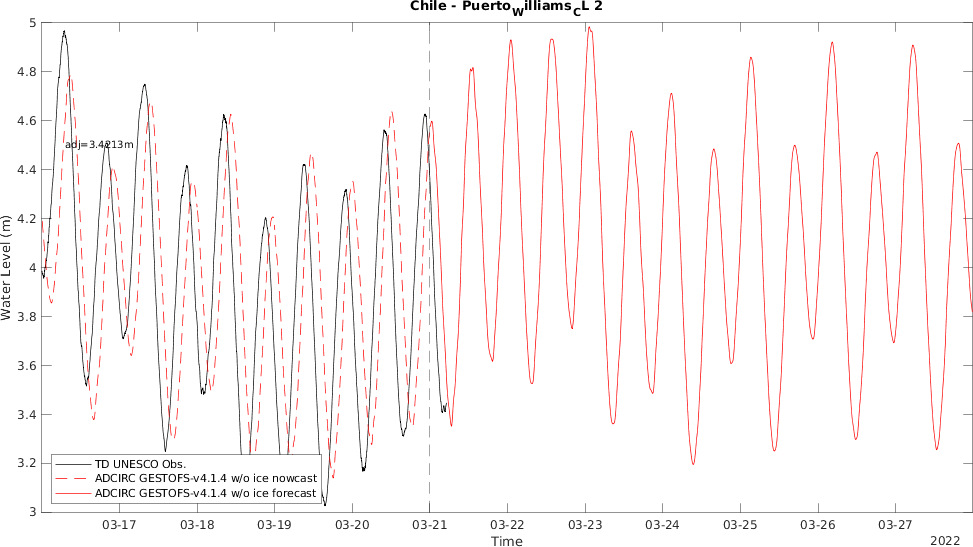 Chile - PuertoWilliamsCL 2
5
4.8
4.6
4.4
4.2
4
3.8
3.6
3.4
3.2
3
Water Level (m)
adj=3.4213m
TD UNESCO Obs.
ADCIRC GESTOFS-v4.1.4 w/o ice nowcast
ADCIRC GESTOFS-v4.1.4 w/o ice forecast
03-17 03-18 03-19 03-20 03-21 03-22 03-23 03-24 03-25 03-26 03-27
Time
2022